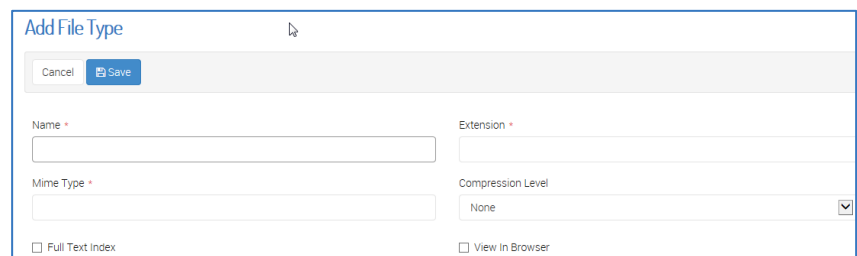 Add File Type
Cancel Save
Name * Extension *
Mime Type * Compression Level
None
Full Text Index View In Browser